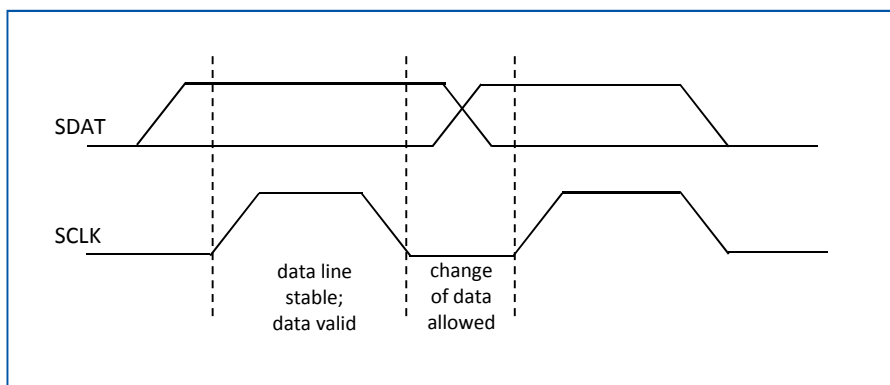 SDAT
SCLK
data line
stable;
data valid
change
of data
allowed